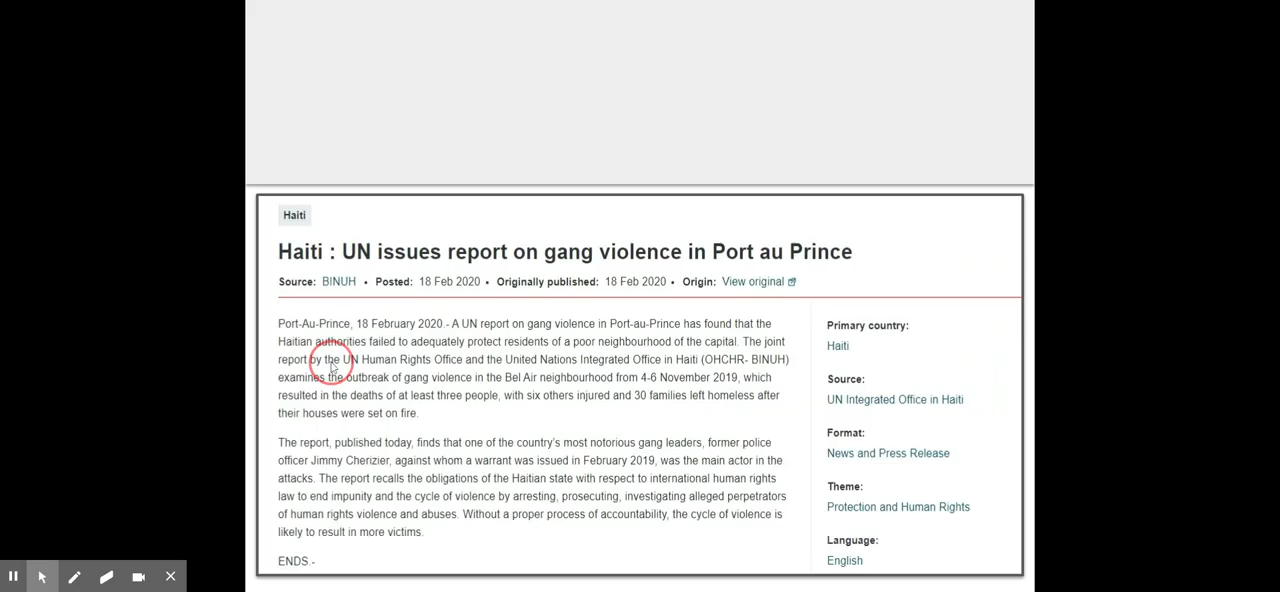 Haiti
Haiti : UN issues report on gang violence in Port au Prince
Source: BINUH • Posted: 18 Feb 2020 • Originally published: 18 Feb 2020 • Origin: View original
Port-Au-Prince, 18 February 2020.- A UN report on gang violence in Port-au-Prince has found that the
Haitian authorities failed to adequately protect residents of a poor neighbourhood of the capital. The joint
report by the UN Human Rights Office and the United Nations Integrated Office in Haiti (OHCHR- BINUH)
examines the outbreak of gang violence in the Bel Air neighbourhood from 4-6 November 2019, which
resulted in the deaths of at least three people, with six others injured and 30 families left homeless after
their houses were set on fire.
The report, published today, finds that one of the country's most notorious gang leaders, former police
officer Jimmy Cherizier, against whom a warrant was issued in February 2019, was the main actor in the
attacks. The report recalls the obligations of the Haitian state with respect to international human rights
law to end impunity and the cycle of violence by arresting, prosecuting, investigating alleged perpetrators
of human rights violence and abuses. Without a proper process of accountability, the cycle of violence is
likely to result in more victims.
ENDS.-
Primary country:
Haiti
Source:
UN Integrated Office in Haiti
Format:
News and Press Release
Theme:
Protection and Human Rights
Language:
English